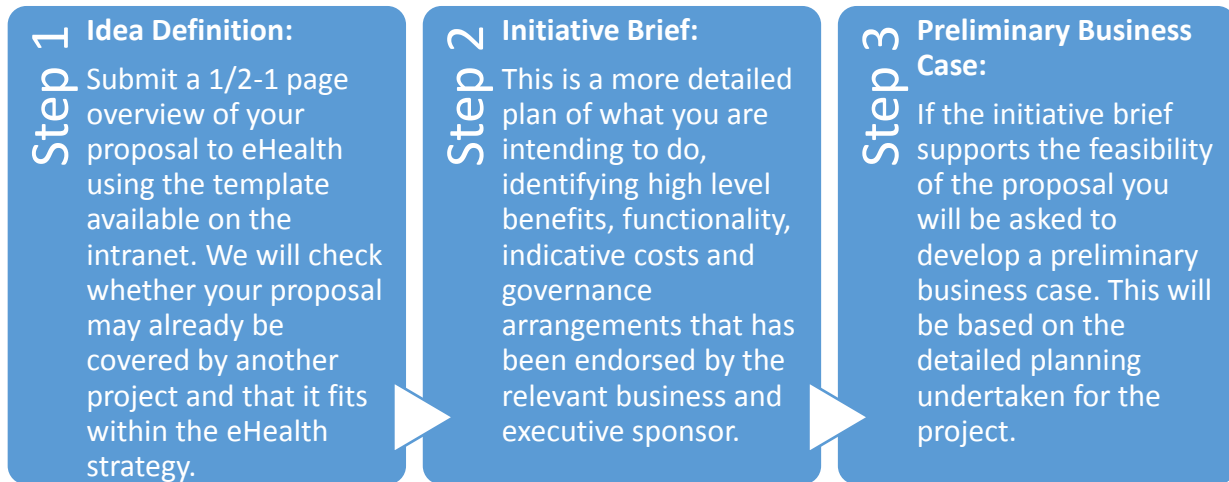 Step 1
Idea Definition:
Submit a 1/2-1 page
overview of your
proposal to eHealth
using the template
available on the
intranet. We will check
whether your proposal
may already be
covered by another
project and that it fits
within the eHealth
strategy.
Step 2
Initiative Brief:
This is a more detailed
plan of what you are
intending to do,
identifying high level
benefits, functionality,
indicative costs and
governance
arrangements that has
been endorsed by the
relevant business and
executive sponsor.
Step 3
Preliminary Business
Case:
If the initiative brief
supports the feasibility
of the proposal you
will be asked to
develop a preliminary
business case. This will
be based on the
detailed planning
undertaken for the
project.